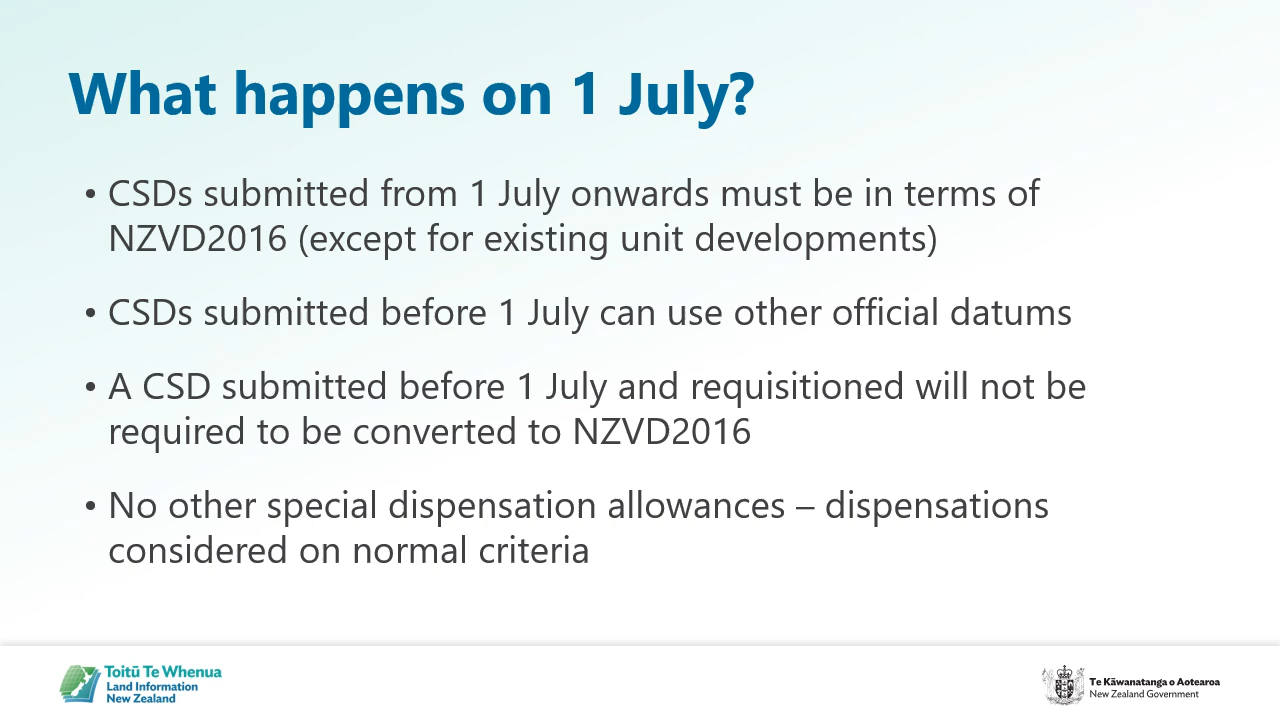 What happens on 1 July?
• CSDs submitted from 1 July onwards must be in terms of
NZVD2016 (except for existing unit developments)
• CSDs submitted before 1 July can use other official datums
• A CSD submitted before 1 July and requisitioned will not be
required to be converted to NZVD2016
• No other special dispensation allowances – dispensations
considered on normal criteria
Toitū Te Whenua
Land Information
New Zealand
Te Kāwanatanga o Aotearoa
New Zealand Government